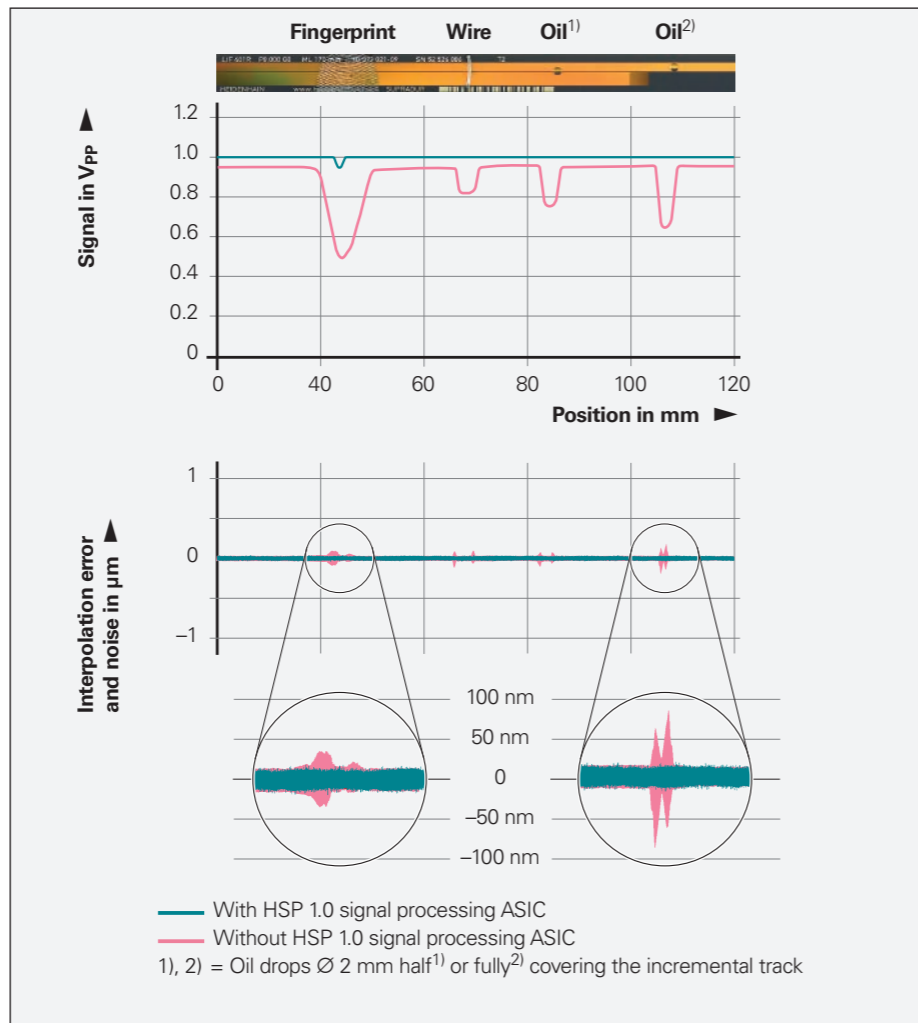 Fingerprint Wire Oil1) Oil2)
HEIDENHAIN
1.2
1.0
0.8
0.6
0.4
0.2
0
Signal in VPP ►
0 40 60 80 100 120
Position in mm ►
1
0
–1
Interpolation error
and noise in µm ►
100 nm
50 nm
0
–50 nm
–100 nm
With HSP 1.0 signal processing ASIC
Without HSP 1.0 signal processing ASIC
1), 2) = Oil drops Ø 2 mm half1) or fully2) covering the incremental track